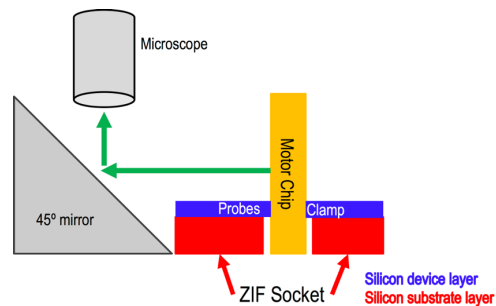 Microscope
45º mirror
Motor Chip
Probes
Clamp
ZIF Socket
Silicon device layer
Silicon substrate layer